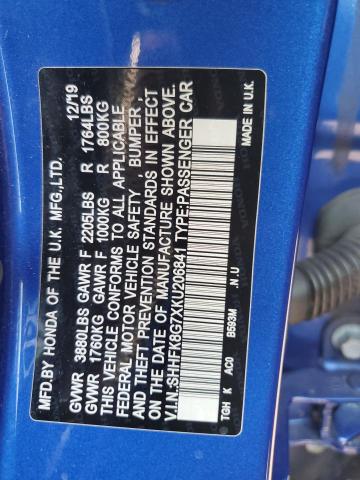 MFD.BY HONDA OF THE U.K. MFG.,LTD. 12/19
GVWR 3880LBS GAWR F 2205LBS R 1764LBS
GVWR 1760KG GAWR F 1000KG R 800KG
THIS VEHICLE CONFORMS TO ALL APPLICABLE
FEDERAL MOTOR VEHICLE SAFETY , BUMPER ,
AND THEFT PREVENTION STANDARDS IN EFFECT
ON THE DATE OF MANUFACTURE SHOWN ABOVE.
V.I.N.:SHHFK8G7XKU206841 TYPE:PASSENGER CAR
.N.U
TGH K AC0 B593M MADE IN U.K